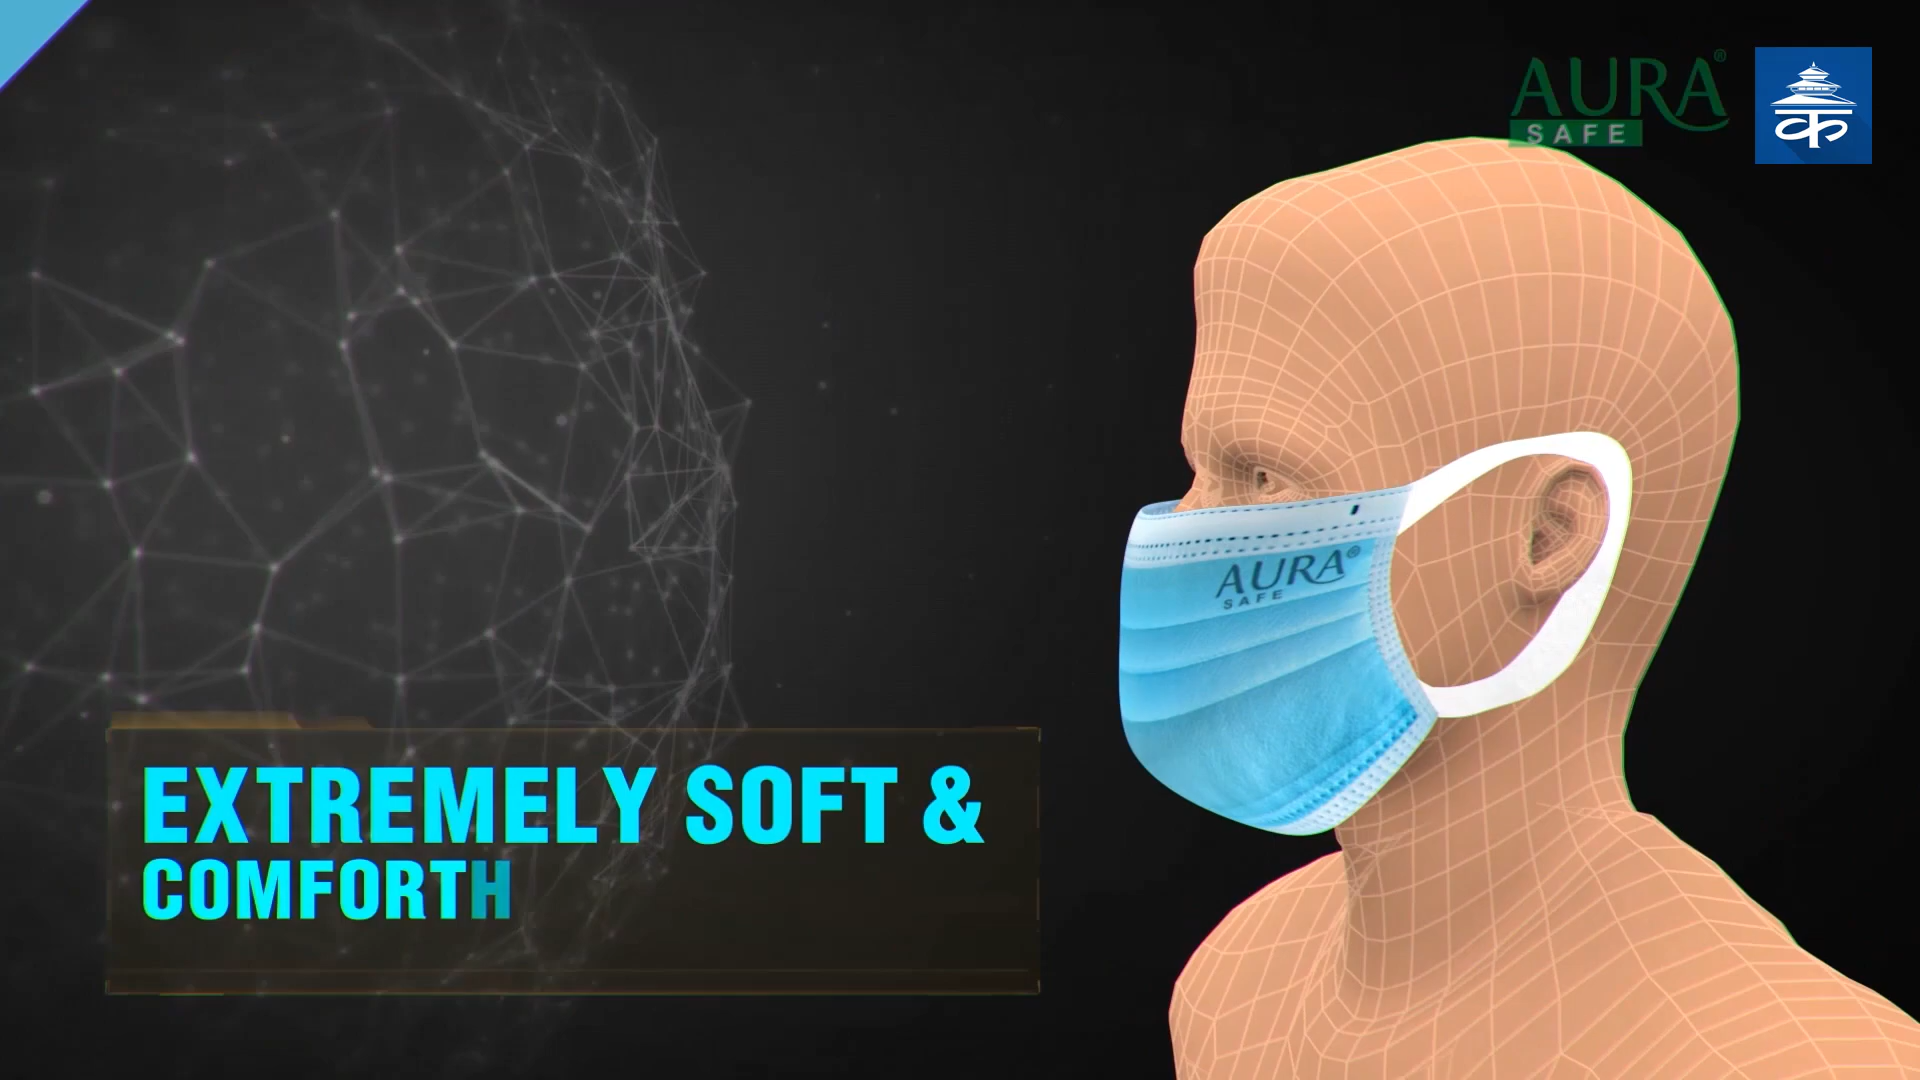 AURA®
SAFE
क
AURA®
SAFE
EXTREMELY SOFT &
COMFORTH